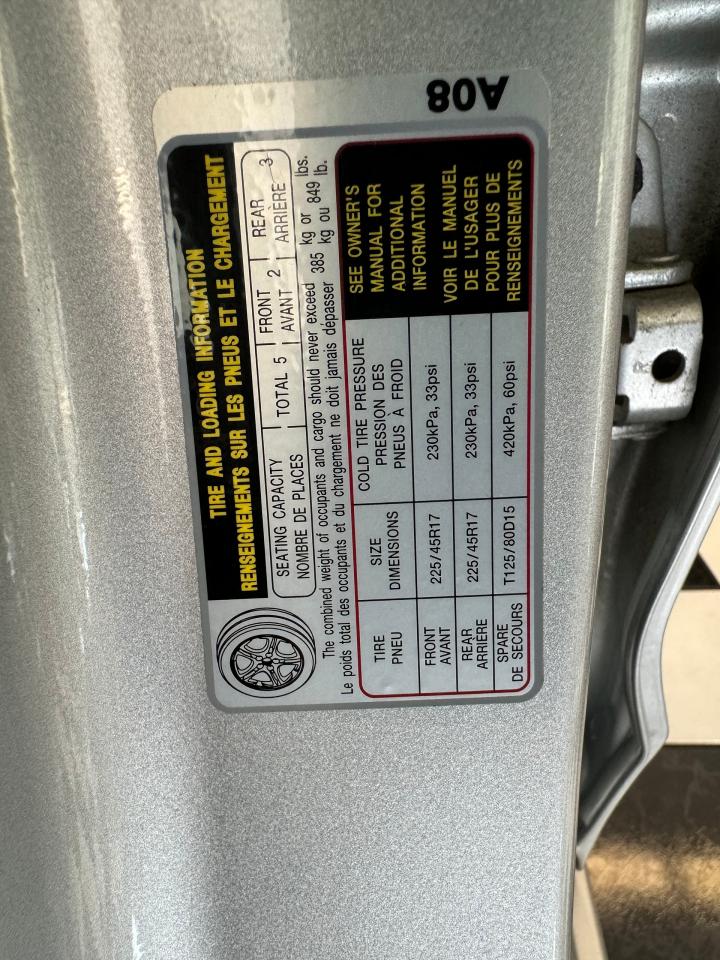 A08
TIRE AND LOADING INFORMATION
RENSEIGNEMENTS SUR LES PNEUS ET LE CHARGEMENT
SEATING CAPACITY
NOMBRE DE PLACES
TOTAL 5
FRONT
AVANT
2
REAR
ARRIÈRE
3
The combined weight of occupants and cargo should never exceed 385 kg or 849 lbs.
Le poids total des occupants et du chargement ne doit jamais dépasser 385 kg ou 849 lb.
TIRE
PNEU
SIZE
DIMENSIONS
COLD TIRE PRESSURE
PRESSION DES
PNEUS À FROID
FRONT
AVANT
225/45R17
230kPa, 33psi
REAR
ARRIÈRE
225/45R17
230kPa, 33psi
SPARE
DE SECOURS
T125/80D15
420kPa, 60psi
SEE OWNER'S
MANUAL FOR
ADDITIONAL
INFORMATION
VOIR LE MANUEL
DE L'USAGER
POUR PLUS DE
RENSEIGNEMENTS